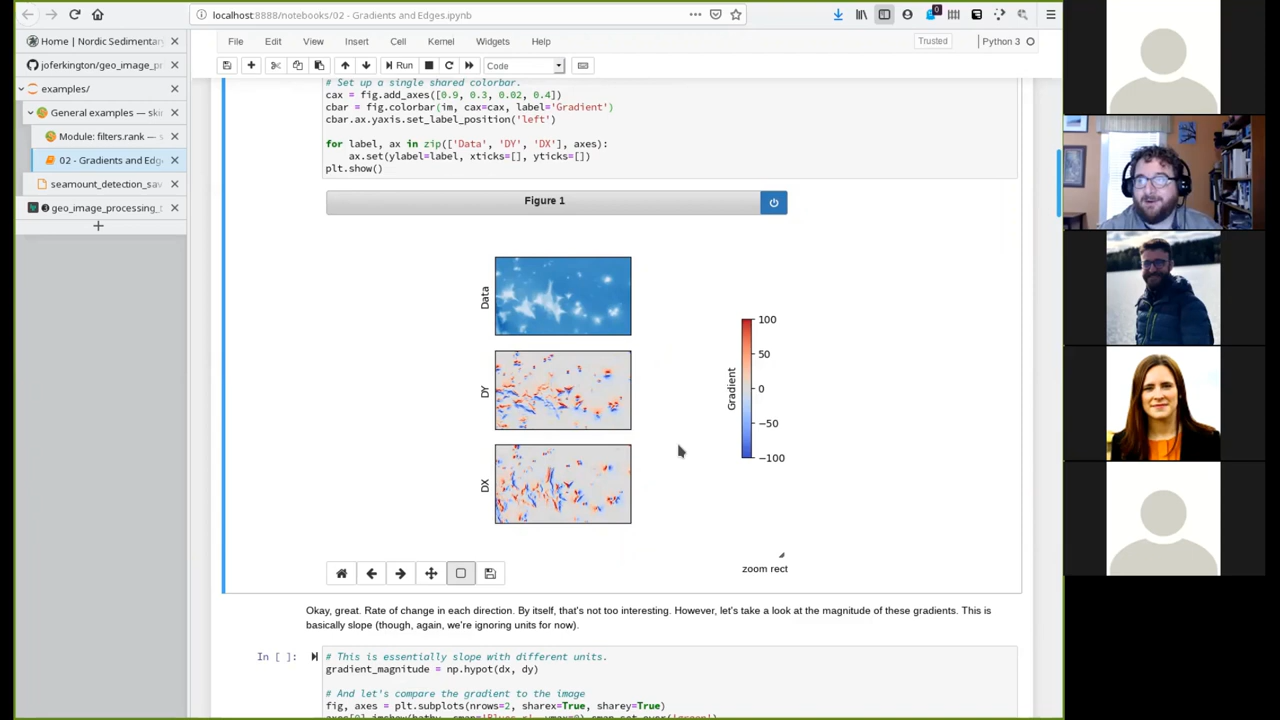 localhost:8888/notebooks/02 - Gradients and Edges.ipynb
0
Home | Nordic Sedimentary
joferkington/geo_image_pr
examples/
General examples — skim
Module: filters.rank — s
02 - Gradients and Edge
seamount_detection_sav
geo_image_processing_t
File Edit View Insert Cell Kernel Widgets Help
Trusted Python 3
Run Code
# Set up a single shared colorbar.
cax = fig.add_axes([0.9, 0.3, 0.02, 0.4])
cbar = fig.colorbar(im, cax=cax, label='Gradient')
cbar.ax.yaxis.set_label_position('left')
for label, ax in zip(['Data', 'DY', 'DX'], axes):
ax.set(ylabel=label, xticks=[], yticks=[])
plt.show()
Figure 1
Data
DY
DX
Gradient
100
50
0
−50
−100
zoom rect
Okay, great. Rate of change in each direction. By itself, that's not too interesting. However, let's take a look at the magnitude of these gradients. This is
basically slope (though, again, we're ignoring units for now).
In [ ]:
# This is essentially slope with different units.
gradient_magnitude = np.hypot(dx, dy)
# And let's compare the gradient to the image
fig, axes = plt.subplots(nrows=2, sharex=True, sharey=True)